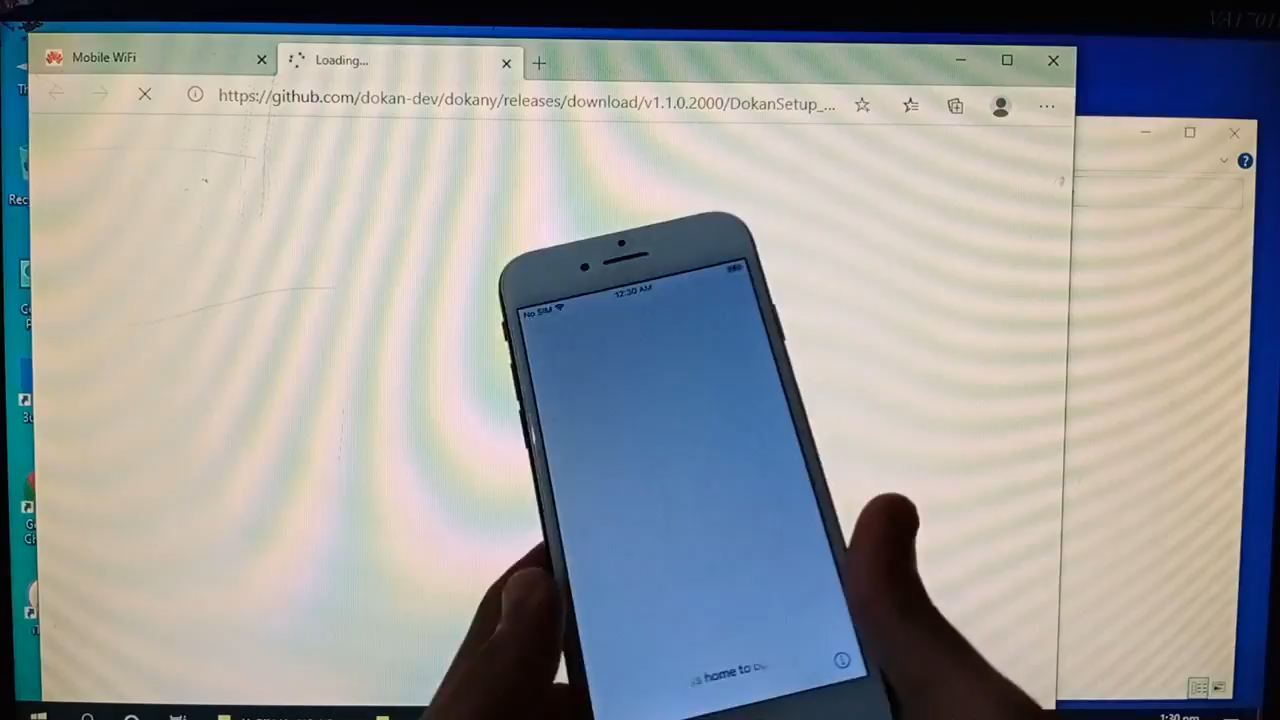 VA1701
Mobile WiFi
Loading...
https://github.com/dokan-dev/dokany/releases/download/v1.1.0.2000/DokanSetup_...
No SIM
12:30 AM
home to
1:30 pm